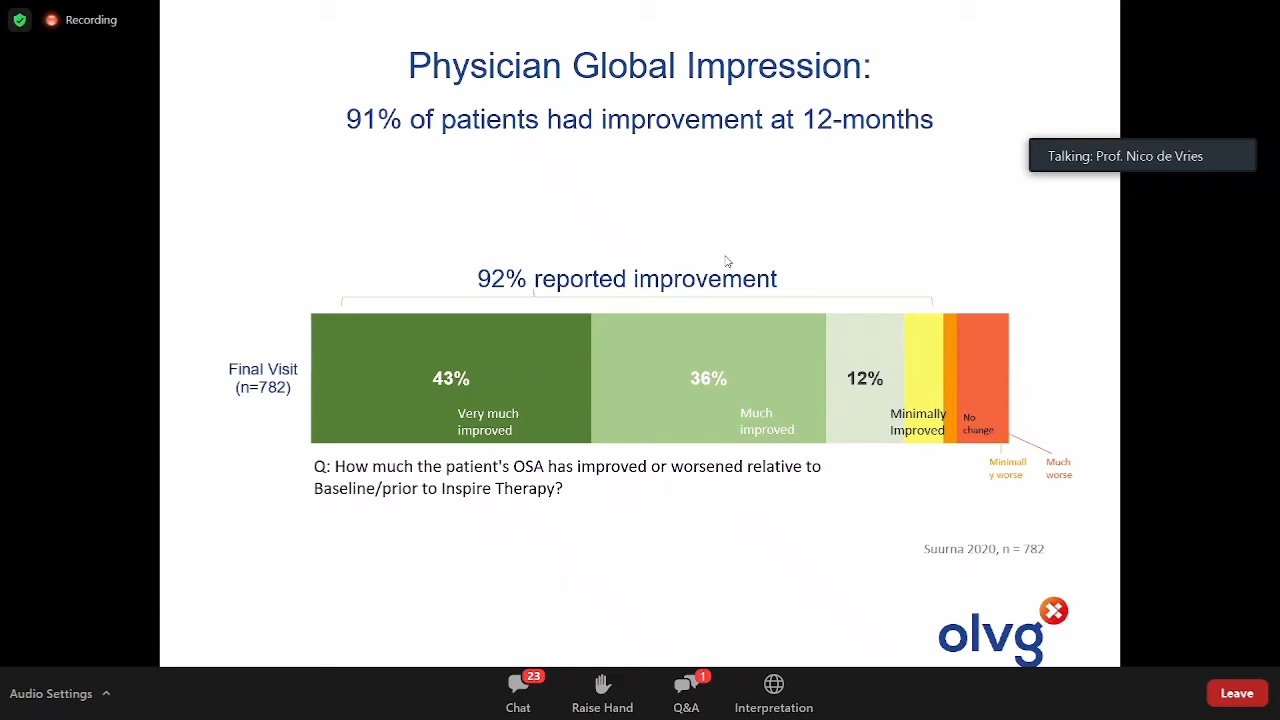 Recording
Physician Global Impression:
91% of patients had improvement at 12-months
Talking: Prof. Nico de Vries
92% reported improvement
Final Visit
(n=782)
43%
36%
12%
Very much
improved
Much
improved
Minimally
Improved
No
change
Minimall
y worse
Much
worse
Q: How much the patient's OSA has improved or worsened relative to
Baseline/prior to Inspire Therapy?
Suurna 2020, n = 782
olvg
Audio Settings
23
Chat
Raise Hand
1
Q&A
Interpretation
Leave